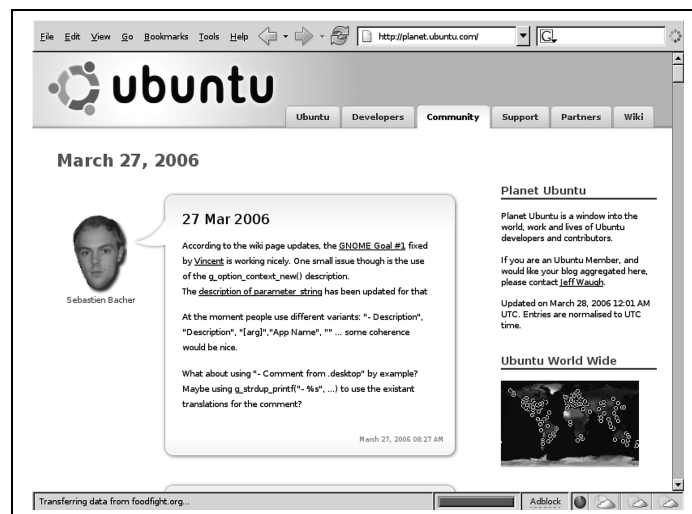 File Edit View Go Bookmarks Tools Help http://planet.ubuntu.com/ G
ubuntu
Ubuntu Developers Community Support Partners Wiki
March 27, 2006
Sebastien Bacher
27 Mar 2006
According to the wiki page updates, the GNOME Goal #1 fixed
by Vincent is working nicely. One small issue though is the use
of the g_option_context_new() description.
The description of parameter_string has been updated for that
At the moment people use different variants: "- Description",
"Description", "[arg]","App Name", "" ... some coherence
would be nice.
What about using "- Comment from .desktop" by example?
Maybe using g_strdup_printf("- %s", ...) to use the existant
translations for the comment?
March 27, 2006 08:27 AM
Planet Ubuntu
Planet Ubuntu is a window into the
world, work and lives of Ubuntu
developers and contributors.
If you are an Ubuntu Member, and
would like your blog aggregated here,
please contact Jeff Waugh.
Updated on March 28, 2006 12:01 AM
UTC. Entries are normalised to UTC
time.
Ubuntu World Wide
Transferring data from foodfight.org... Adblock